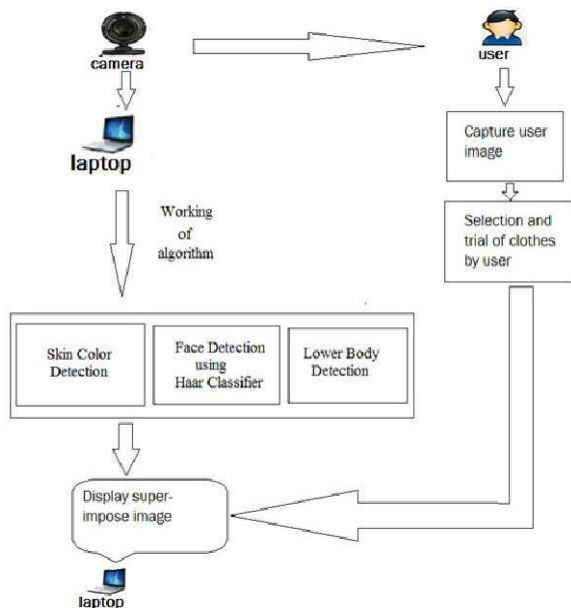 camera
user
laptop
Capture user
image
Working
of
algorithm
Selection and
trial of clothes
by user
Skin Color
Detection
Face Detection
using
Haar Classifier
Lower Body
Detection
Display super-
impose image
laptop